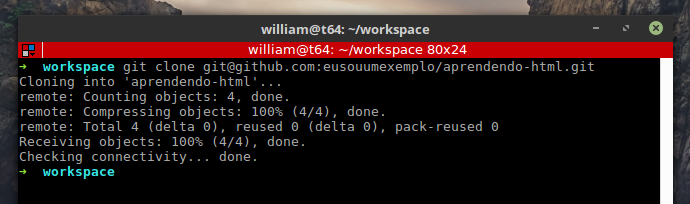 william@t64: ~/workspace
william@t64: ~/workspace 80x24
➜  workspace git clone git@github.com:eusouumexemplo/aprendendo-html.git
Cloning into 'aprendendo-html'...
remote: Counting objects: 4, done.
remote: Compressing objects: 100% (4/4), done.
remote: Total 4 (delta 0), reused 0 (delta 0), pack-reused 0
Receiving objects: 100% (4/4), done.
Checking connectivity... done.
➜  workspace